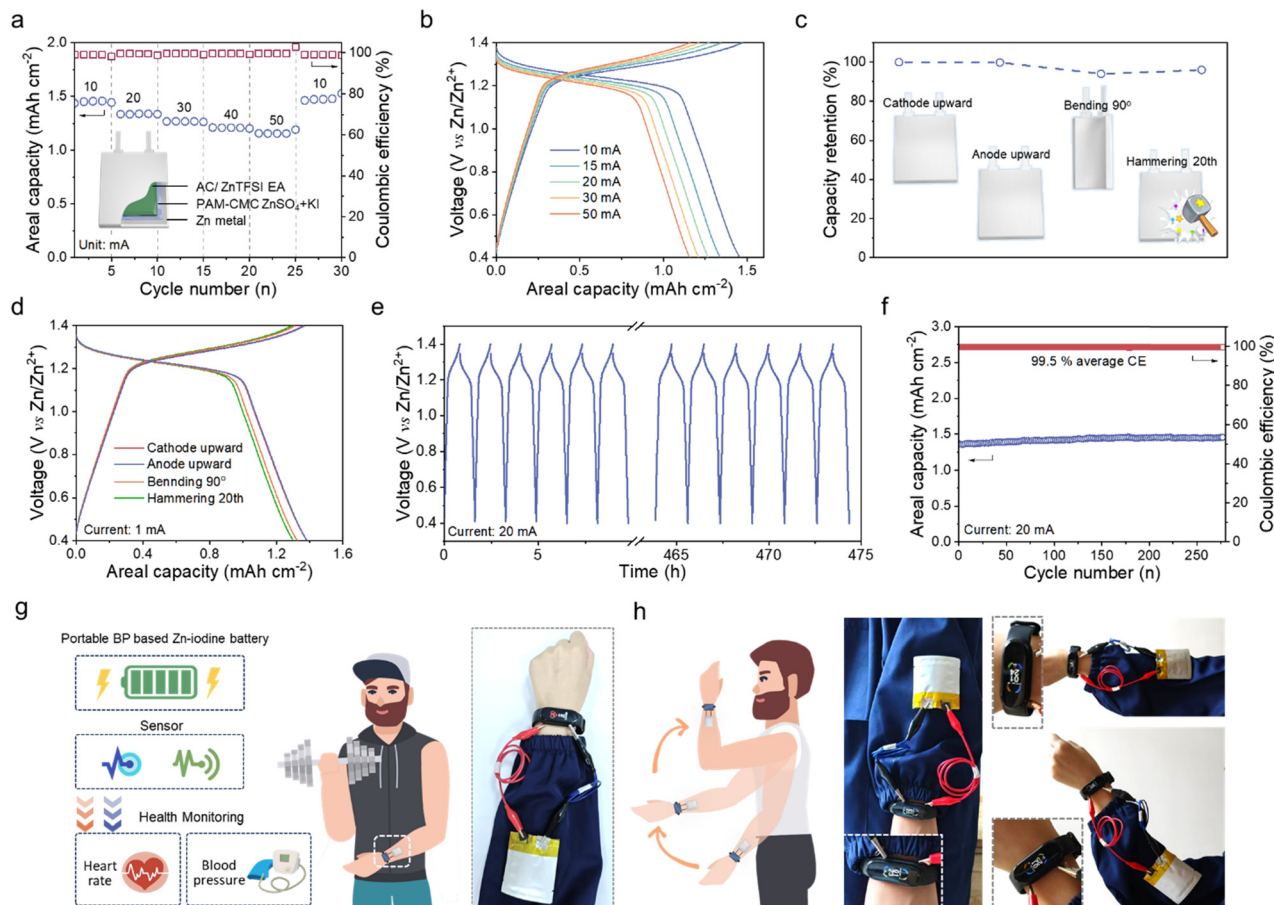 a
2.0
1.5
1.0
0.5
0.0
Areal capacity (mAh cm⁻²)
10
20
30
40
50
10
AC/ ZnTFSI EA
PAM-CMC ZnSO₄+KI
Zn metal
Unit: mA
5
10
15
20
25
30
Cycle number (n)
100
80
60
40
20
0
Coulombic efficiency (%)
b
1.4
1.2
1.0
0.8
0.6
0.4
Voltage (V vs Zn/Zn²⁺)
10 mA
15 mA
20 mA
30 mA
50 mA
0.0
0.5
1.0
1.5
Areal capacity (mAh cm⁻²)
c
100
80
60
40
20
0
Capacity retention (%)
Cathode upward
Anode upward
Bending 90°
Hammering 20th
d
1.4
1.2
1.0
0.8
0.6
0.4
Voltage (V vs Zn/Zn²⁺)
Cathode upward
Anode upward
Bennding 90°
Hammering 20th
Current: 1 mA
0.0
0.4
0.8
1.2
1.6
Areal capacity (mAh cm⁻²)
e
1.4
1.2
1.0
0.8
0.6
0.4
Voltage (V vs Zn/Zn²⁺)
Current: 20 mA
0
5
465
470
475
Time (h)
f
3.0
2.5
2.0
1.5
1.0
0.5
0.0
Areal capacity (mAh cm⁻²)
99.5 % average CE
Current: 20 mA
0
50
100
150
200
250
Cycle number (n)
100
80
60
40
20
0
Coulombic efficiency (%)
g
Portable BP based Zn-iodine battery
Sensor
Health Monitoring
Heart
rate
Blood
pressure
h